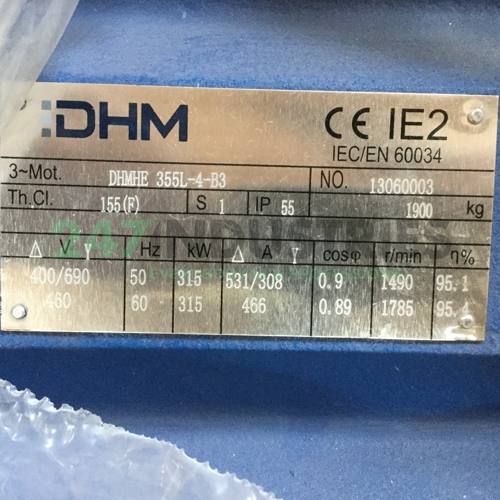 DHM
CE IE2
IEC/EN 60034
3~Mot. DHMHE 355L-4-B3 NO. 13060003
Th.Cl. 155(F) S 1 IP 55 1900 kg
247 INDUSTRIES
Δ V Y Hz kW Δ A Y cosφ r/min η%
400/690 50 315 531/308 0.9 1490 95.1
460 60 315 466 0.89 1785 95.4